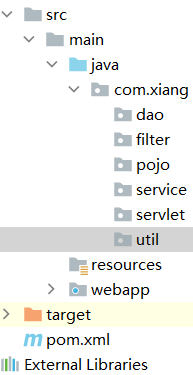 src
main
java
com.xiang
dao
filter
pojo
service
servlet
util
resources
webapp
target
pom.xml
External Libraries